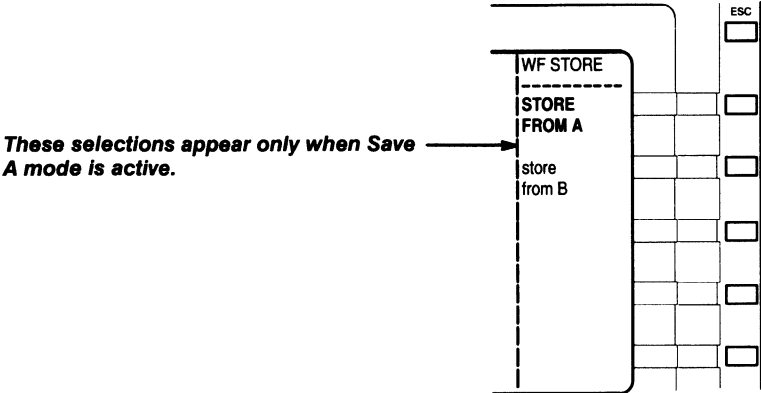 ESC
WF STORE
STORE
FROM A
These selections appear only when Save
A mode is active.
store
from B